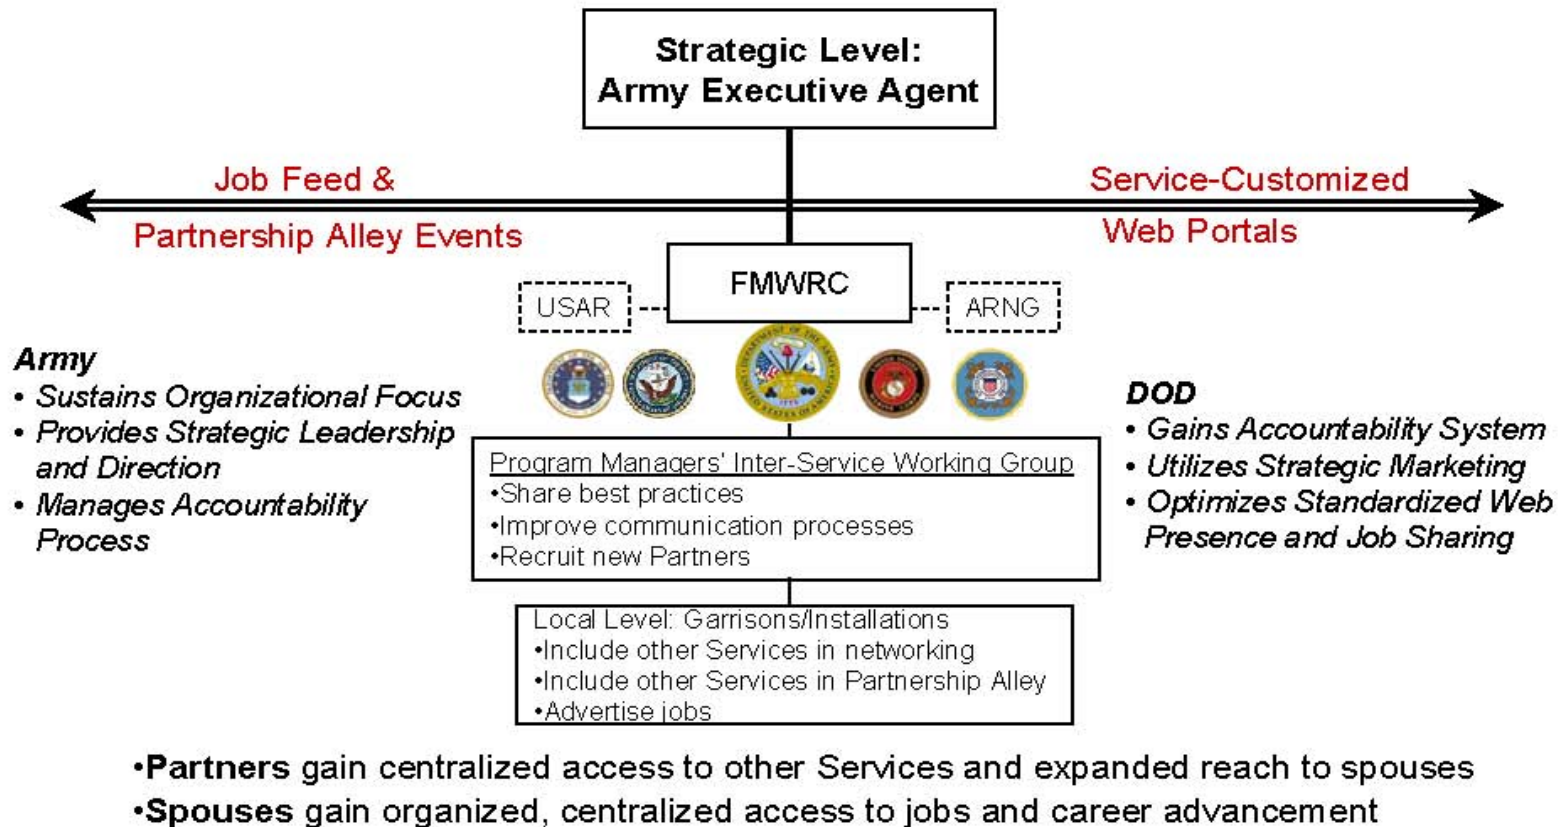 Strategic Level:
Army Executive Agent
Job Feed &
Partnership Alley Events
Service-Customized
Web Portals
FMWRC
USAR
ARNG
Army
• Sustains Organizational Focus
• Provides Strategic Leadership
and Direction
• Manages Accountability
Process
DOD
• Gains Accountability System
• Utilizes Strategic Marketing
• Optimizes Standardized Web
Presence and Job Sharing
Program Managers' Inter-Service Working Group
•Share best practices
•Improve communication processes
•Recruit new Partners
Local Level: Garrisons/Installations
•Include other Services in networking
•Include other Services in Partnership Alley
•Advertise jobs
•Partners gain centralized access to other Services and expanded reach to spouses
•Spouses gain organized, centralized access to jobs and career advancement